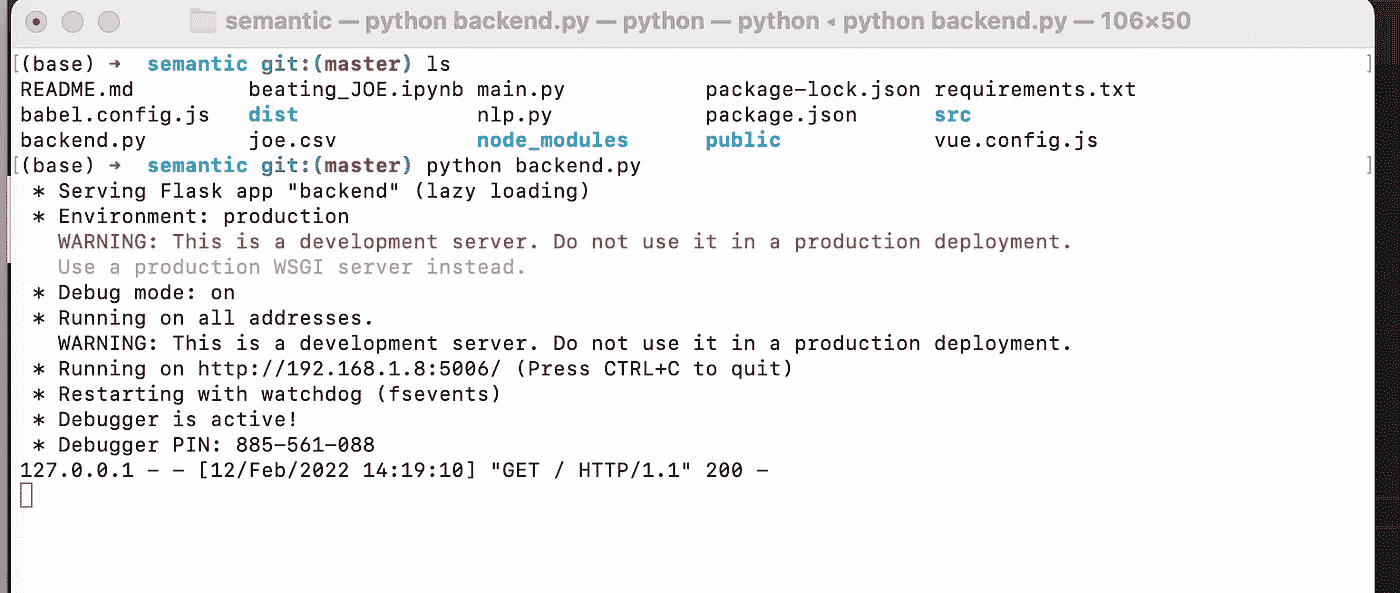 semantic — python backend.py — python — python ◂ python backend.py — 106×50
[(base) ➜  semantic git:(master) ls ]
README.md beating_JOE.ipynb main.py package-lock.json requirements.txt
babel.config.js dist nlp.py package.json src
backend.py joe.csv node_modules public vue.config.js
[(base) ➜  semantic git:(master) python backend.py ]
 * Serving Flask app "backend" (lazy loading)
 * Environment: production
   WARNING: This is a development server. Do not use it in a production deployment.
   Use a production WSGI server instead.
 * Debug mode: on
 * Running on all addresses.
   WARNING: This is a development server. Do not use it in a production deployment.
 * Running on http://192.168.1.8:5006/ (Press CTRL+C to quit)
 * Restarting with watchdog (fsevents)
 * Debugger is active!
 * Debugger PIN: 885-561-088
127.0.0.1 - - [12/Feb/2022 14:19:10] "GET / HTTP/1.1" 200 -